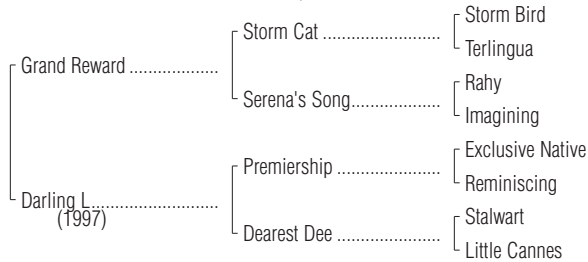 Storm Bird
Storm Cat ......................
Terlingua
Grand Reward .................
Rahy
Serena's Song.....................
Imagining
Exclusive Native
Premiership ......................
Reminiscing
Darling L........................
(1997)
Stalwart
Dearest Dee ......................
Little Cannes